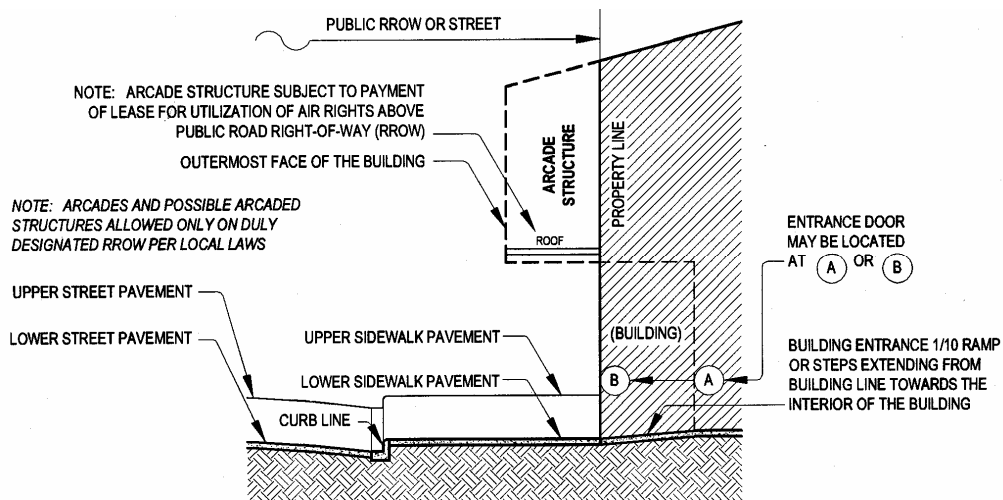 PUBLIC RROW OR STREET
NOTE: ARCADE STRUCTURE SUBJECT TO PAYMENT
OF LEASE FOR UTILIZATION OF AIR RIGHTS ABOVE
PUBLIC ROAD RIGHT-OF-WAY (RROW)
OUTERMOST FACE OF THE BUILDING
ARCADE
STRUCTURE
PROPERTY LINE
NOTE: ARCADES AND POSSIBLE ARCADED
STRUCTURES ALLOWED ONLY ON DULY
DESIGNATED RROW PER LOCAL LAWS
ROOF
ENTRANCE DOOR
MAY BE LOCATED
AT A OR B
UPPER STREET PAVEMENT
LOWER STREET PAVEMENT
UPPER SIDEWALK PAVEMENT
(BUILDING)
LOWER SIDEWALK PAVEMENT
B
A
BUILDING ENTRANCE 1/10 RAMP
OR STEPS EXTENDING FROM
BUILDING LINE TOWARDS THE
INTERIOR OF THE BUILDING
CURB LINE